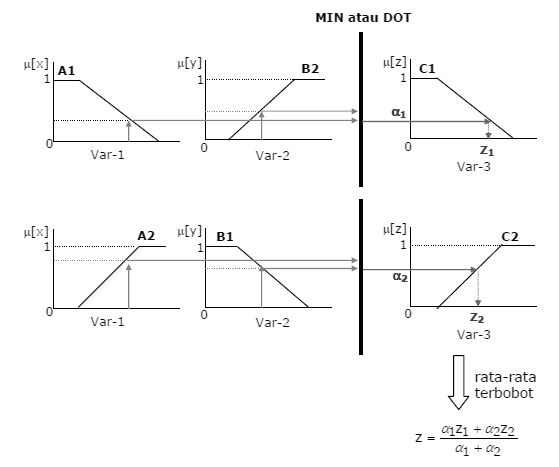 MIN atau DOT
μ[x] A1
1
0
Var-1
μ[y] B2
1
0
Var-2
μ[z] C1
1
α1
0
z1
Var-3
μ[x] A2
1
0
Var-1
μ[y] B1
1
0
Var-2
μ[z] C2
1
α2
0
z2
Var-3
rata-rata
terbobot
z = α1z1 + α2z2
α1 + α2